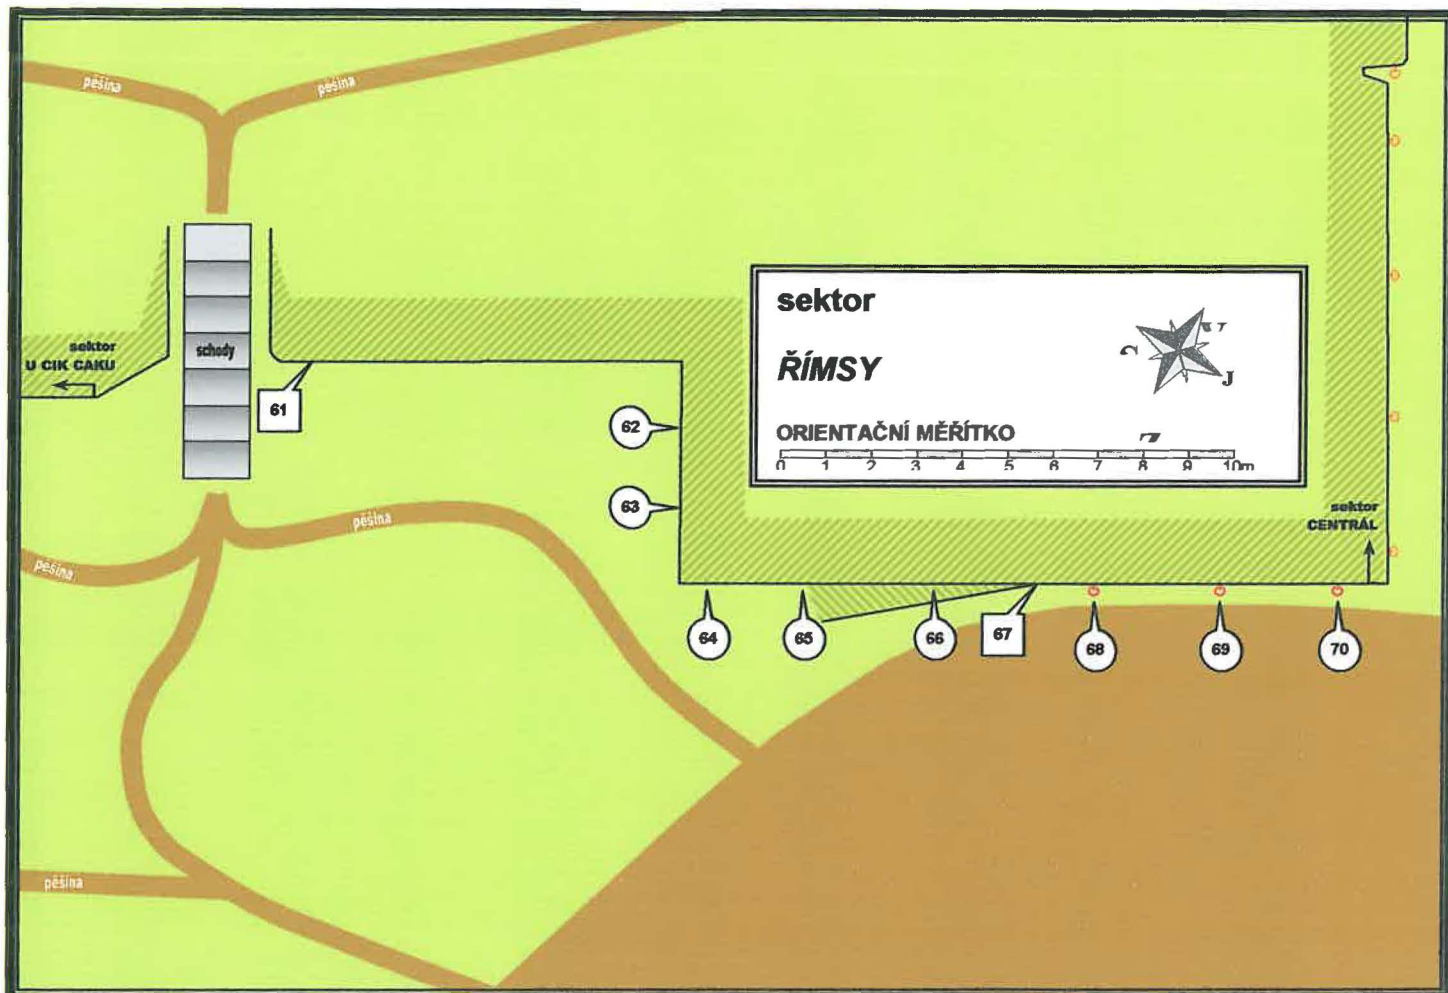 pěšina
pěšina
sektor
U CIK CAKU
schody
61
62
63
sektor
ŘÍMSY
J
ORIENTAČNÍ MĚŘÍTKO
0 1 2 3 4 5 6 7 8 9 10m
sektor
CENTRÁL
pěšina
pěšina
64
65
66
67
68
69
70
pěšina